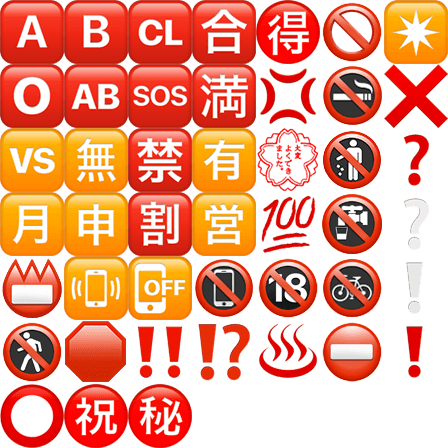 A B CL 合 得
O AB SOS 満
VS 無 禁 有 大変よくできました。 ?
月 申 割 営 100 ?
OFF 18 !
!! !? !
祝 秘